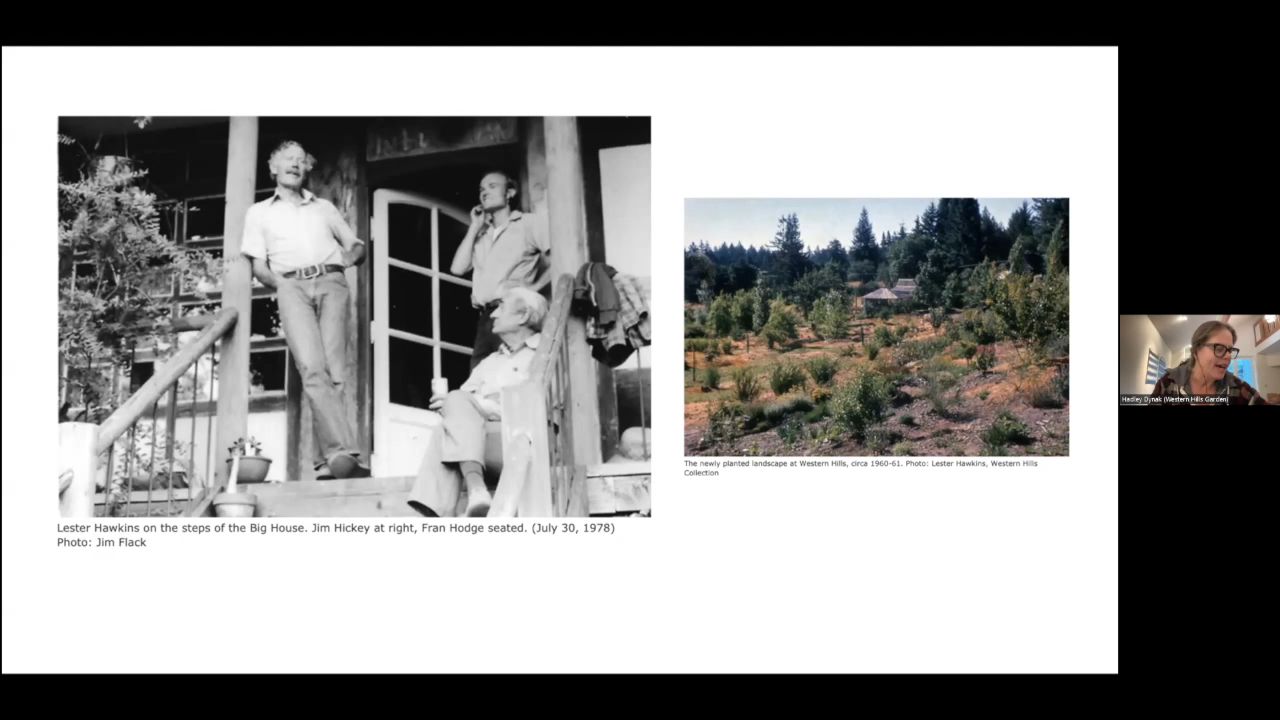 Lester Hawkins on the steps of the Big House. Jim Hickey at right, Fran Hodge seated. (July 30, 1978)
Photo: Jim Flack
The newly planted landscape at Western Hills, circa 1960-61. Photo: Lester Hawkins, Western Hills
Collection
Hadley Dynak (Western Hills Garden)